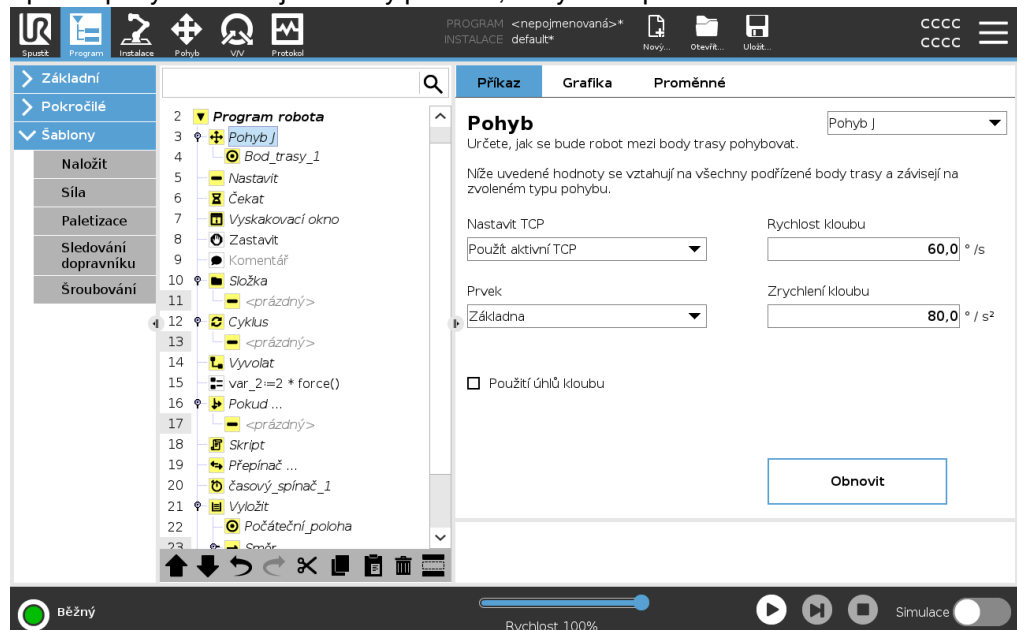 PROGRAM <nepojmenovaná>*
INSTALACE default*
Spustit Program Instalace Pohyb V/V Protokol Nový... Otevřít... Uložit...
CCCC
CCCC
Základní
Pokročilé
Šablony
Naložit
Síla
Paletizace
Sledování
dopravníku
Šroubování
2 Program robota
3 Pohyb J
4 Bod_trasy_1
5 Nastavit
6 Čekat
7 Vyskakovací okno
8 Zastavit
9 Komentář
10 Složka
11 <prázdný>
12 Cyklus
13 <prázdný>
14 Vyvolat
15 var_2:=2 * force()
16 Pokud ...
17 <prázdný>
18 Skript
19 Přepínač ...
20 časový_spínač_1
21 Vyložit
22 Počáteční_poloha
23 Směr
Příkaz Grafika Proměnné
Pohyb
Pohyb J
Určete, jak se bude robot mezi body trasy pohybovat.
Níže uvedené hodnoty se vztahují na všechny podřízené body trasy a závisejí na
zvoleném typu pohybu.
Nastavit TCP Rychlost kloubu
Použít aktivní TCP 60,0 °/s
Prvek Zrychlení kloubu
Základna 80,0 °/ s²
Použití úhlů kloubu
Obnovit
Běžný
Rychlost 100%
Simulace